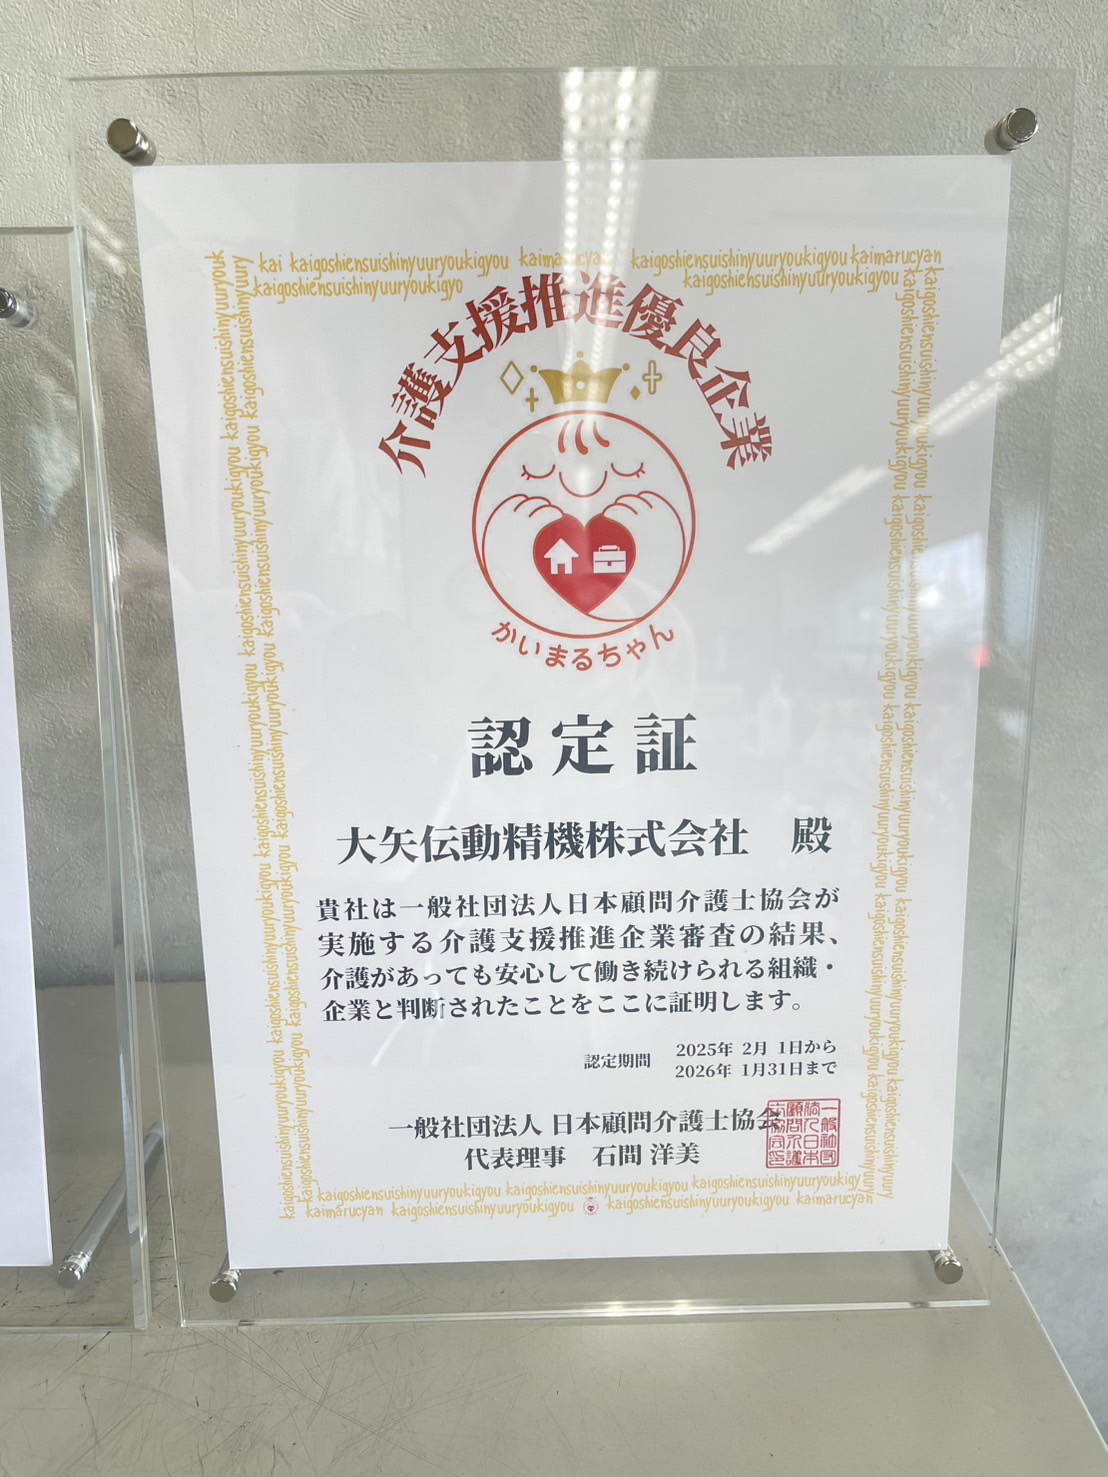 kai kaigoshiensuishinyuuryoukigyou kaimarucyan kaigoshiensuishinyuuryoukigyou kaimarucyan
kaigoshiensuishinyuuryoukigyo kaigoshiensuishinyuuryoukigyou
介護支援推進優良企業
かいまるちゃん
認定証
大矢伝動精機株式会社 殿
貴社は一般社団法人日本顧問介護士協会が
実施する介護支援推進企業審査の結果、
介護があっても安心して働き続けられる組織・
企業と判断されたことをここに証明します。
認定期間 2025年 2月 1日から
2026年 1月31日まで
一般社団法人 日本顧問介護士協会
代表理事 石間 洋美
kaigoshiensuishinyuuryoukigyou kaigoshiensuishinyuuryoukigyou kaigoshiensuishinyuuryoukigy
kaimarucyan kaigoshiensuishinyuuryoukigyou kaigoshiensuishinyuuryoukigyou kaimarucyan